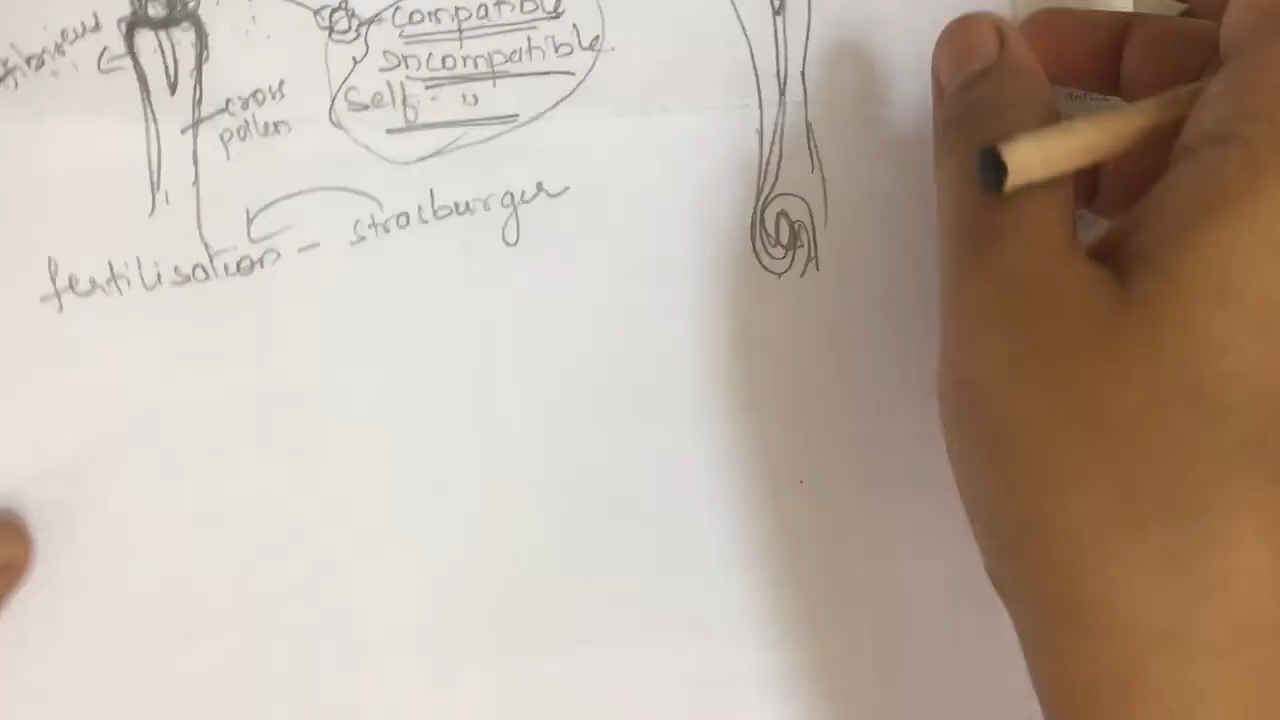 compatible
Incompatible.
Self- "
cross
pollen
fertilisation - strasburger